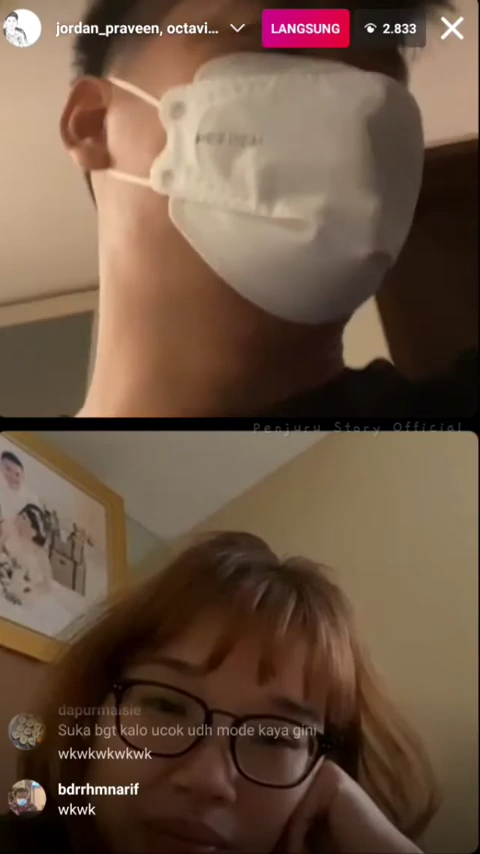 jordan_praveen, octavi...
LANGSUNG
2.833
Penjuru Story Official
dapurmaisie
Suka bgt kalo ucok udh mode kaya gini
wkwkwkwkwk
bdrrhmnarif
wkwk